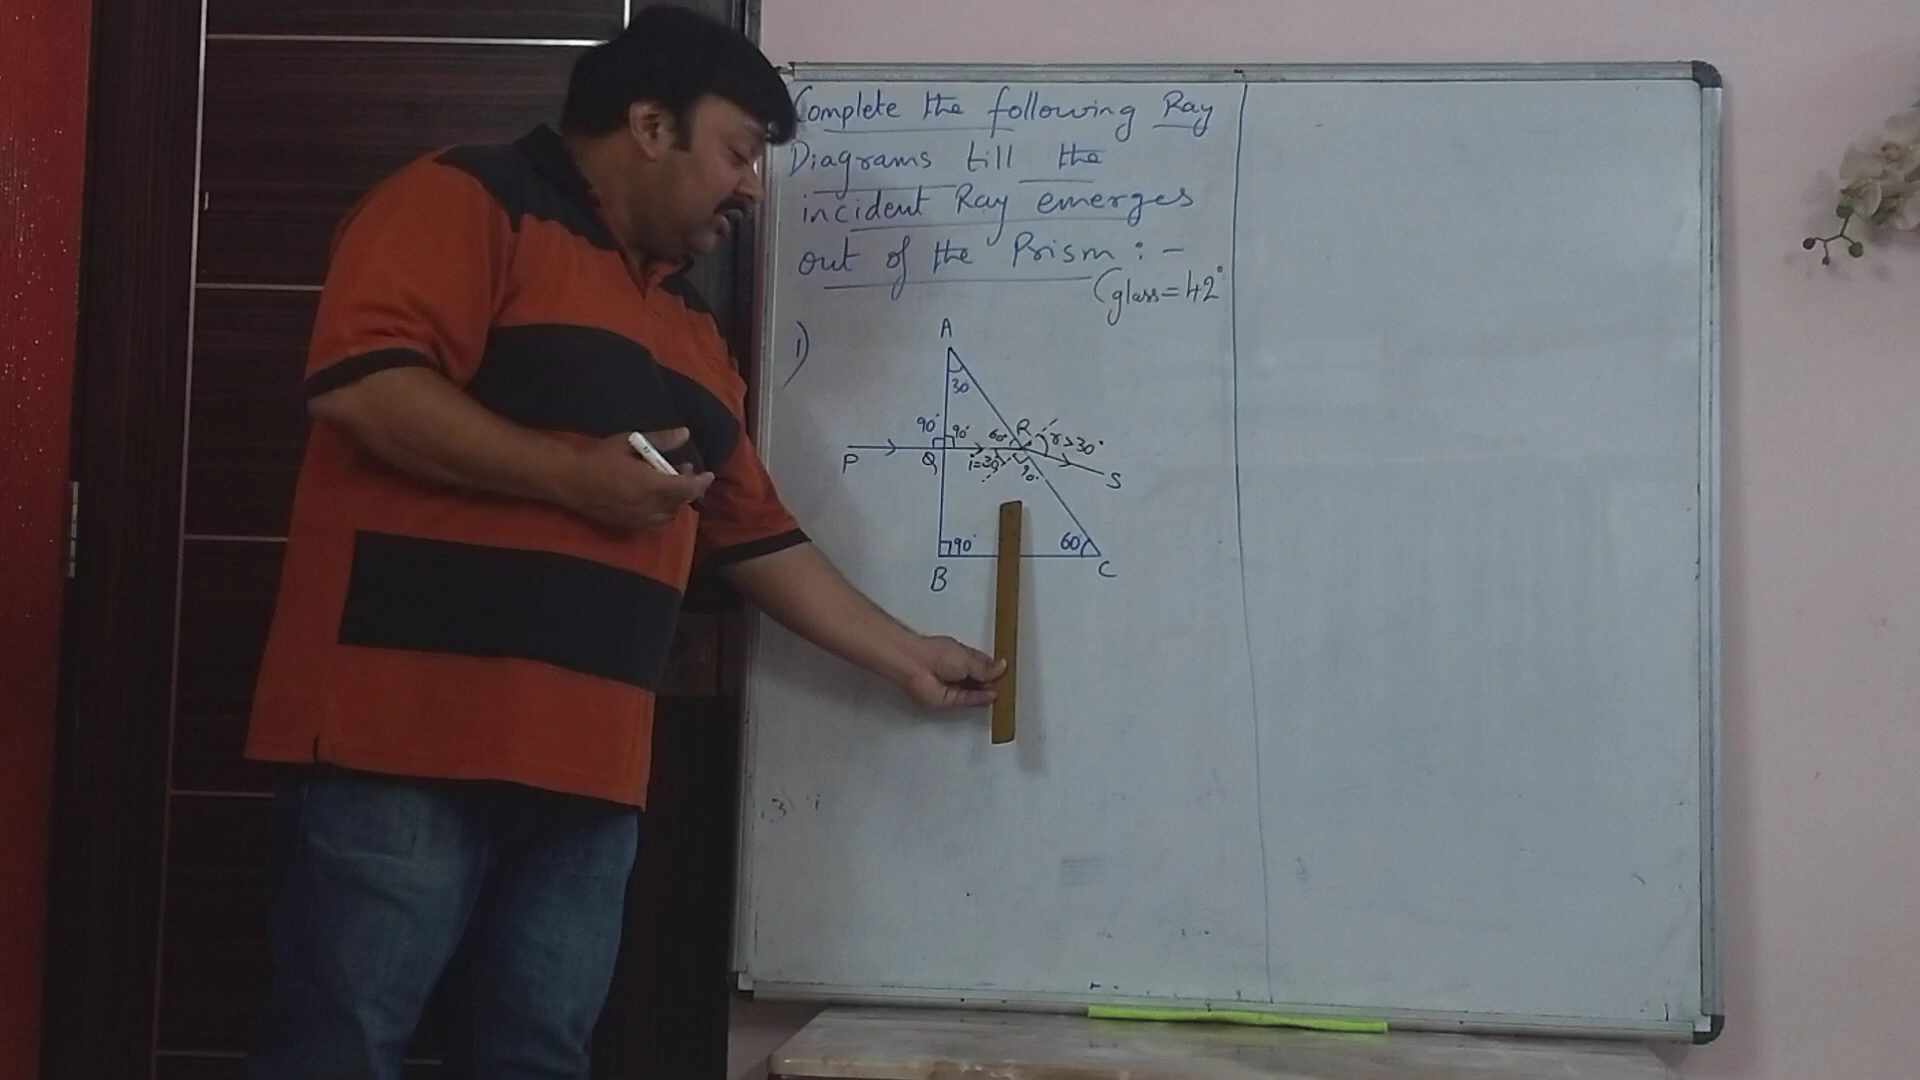 Complete the following Ray
Diagrams till the
incident Ray emerges
out of the Prism : -
Cglass = 42°
1)
A
30°
90° 90° 60° R r>30°
P Q i=30° 90° S
90° 60°
B C